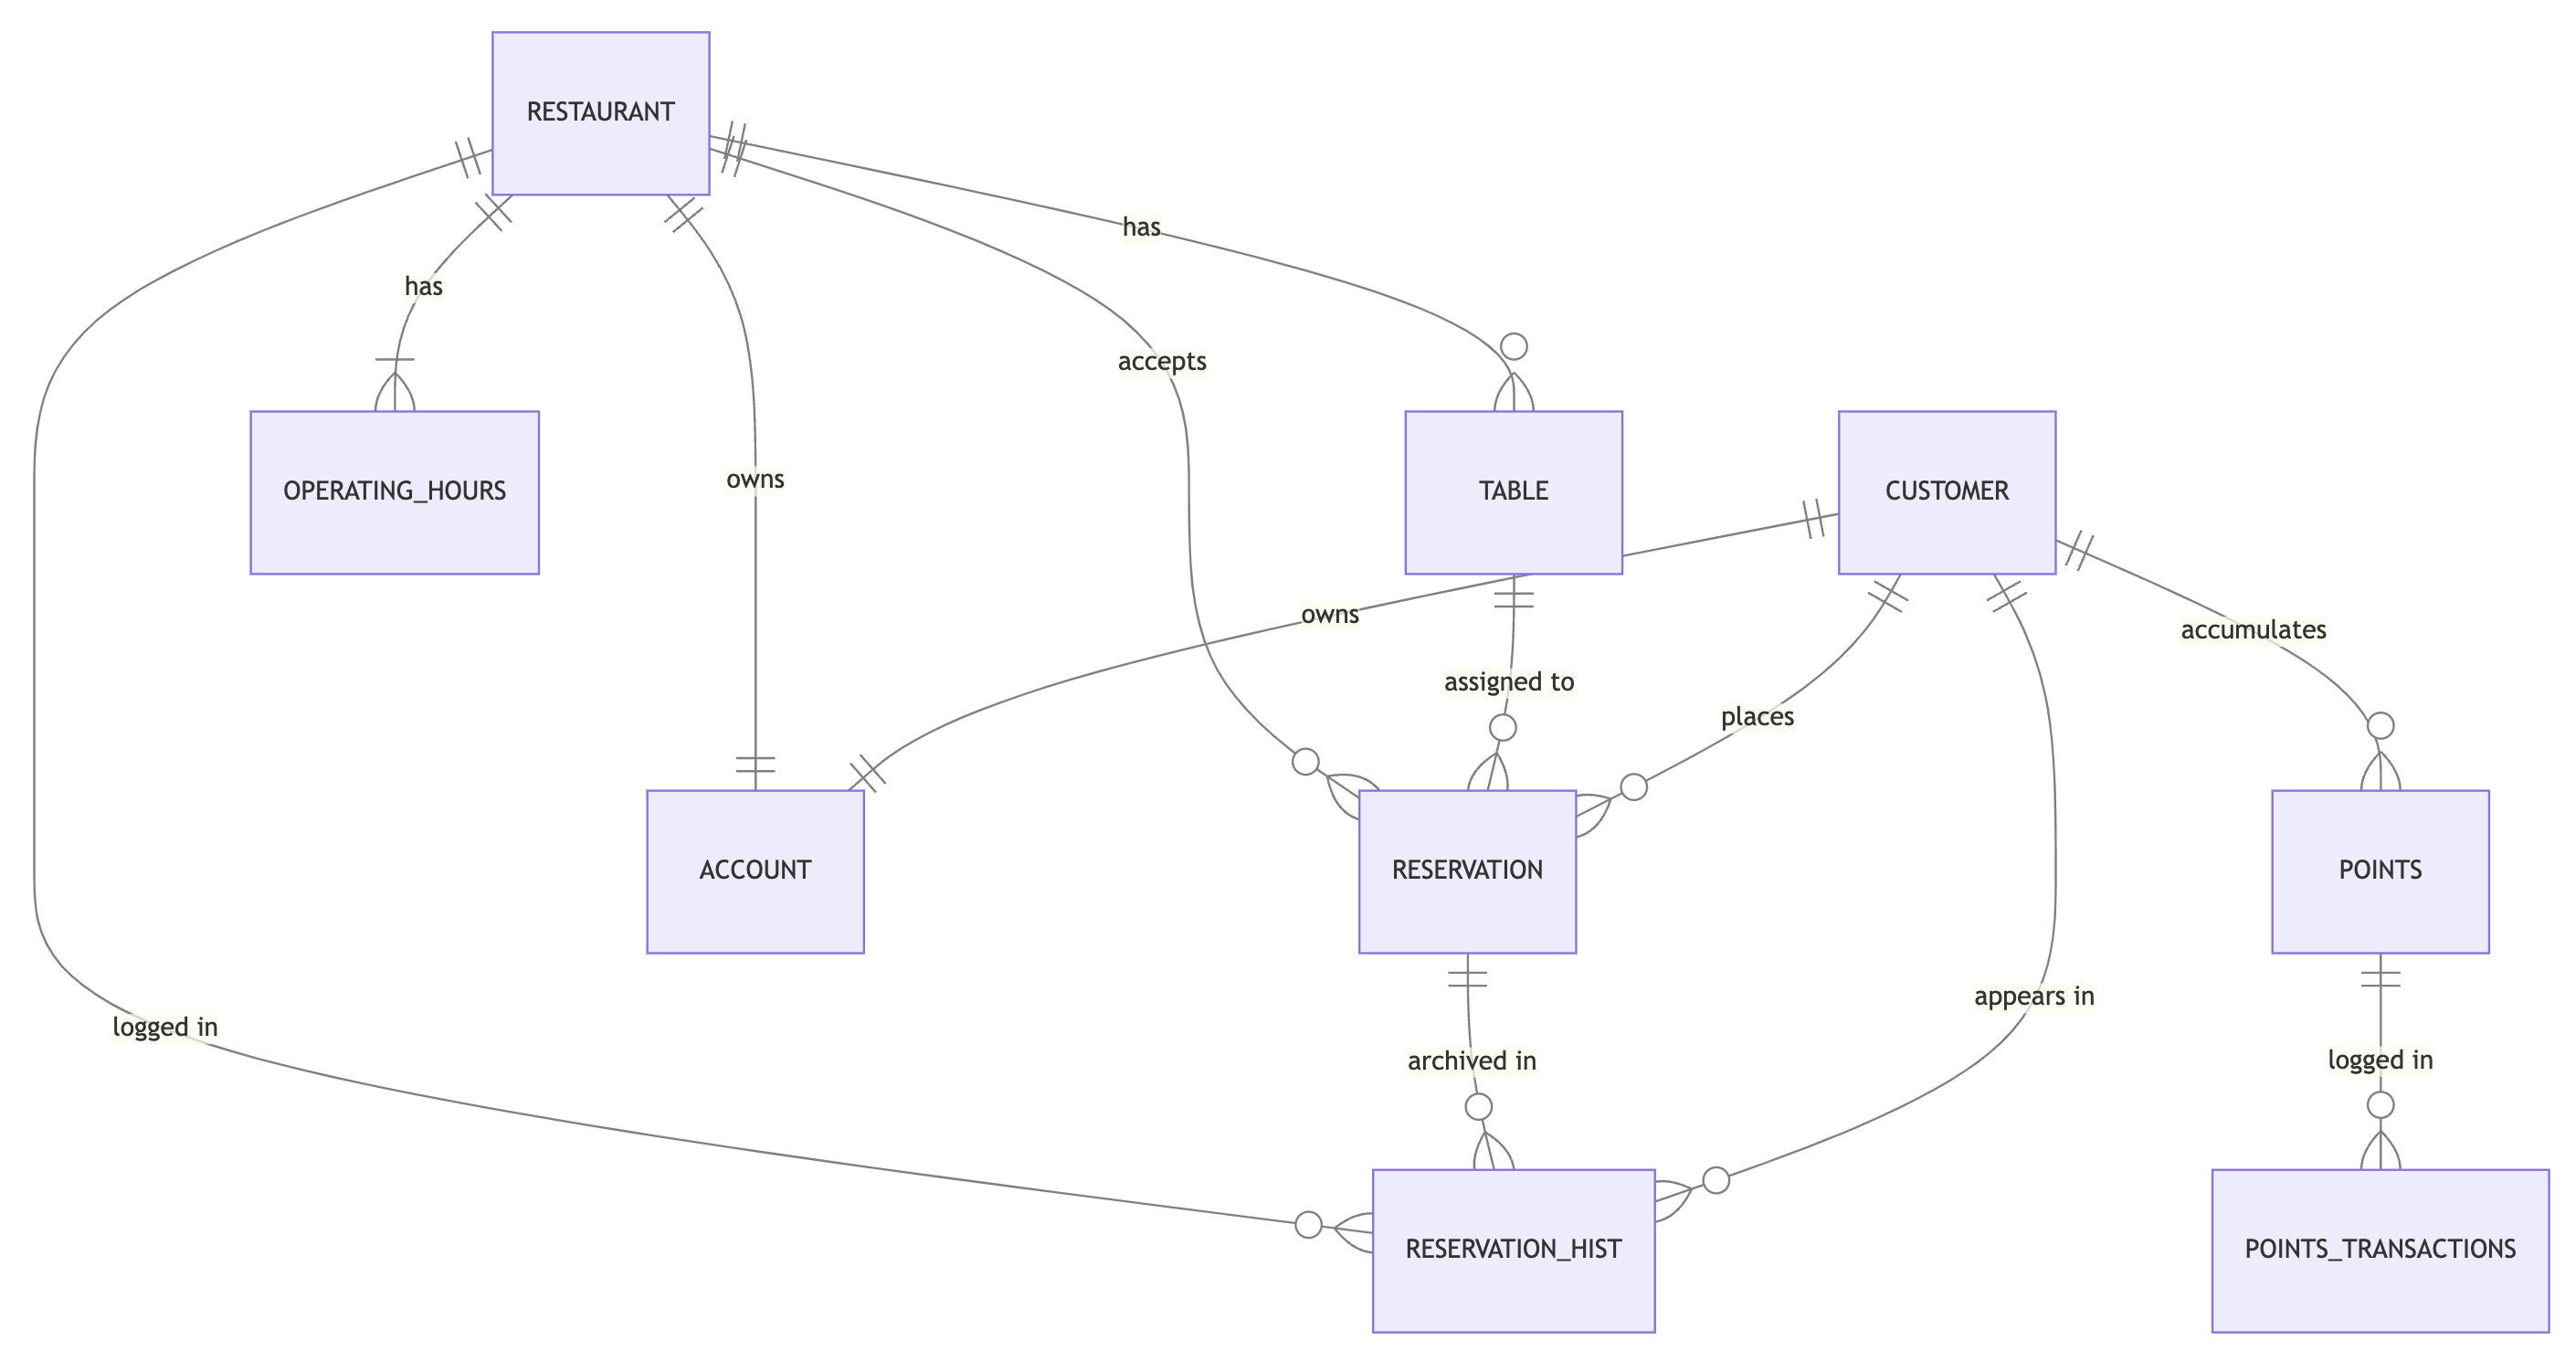 RESTAURANT
has
has
accepts
owns
OPERATING_HOURS
TABLE
CUSTOMER
owns
accumulates
assigned to
places
ACCOUNT
RESERVATION
POINTS
appears in
logged in
archived in
logged in
RESERVATION_HIST
POINTS_TRANSACTIONS